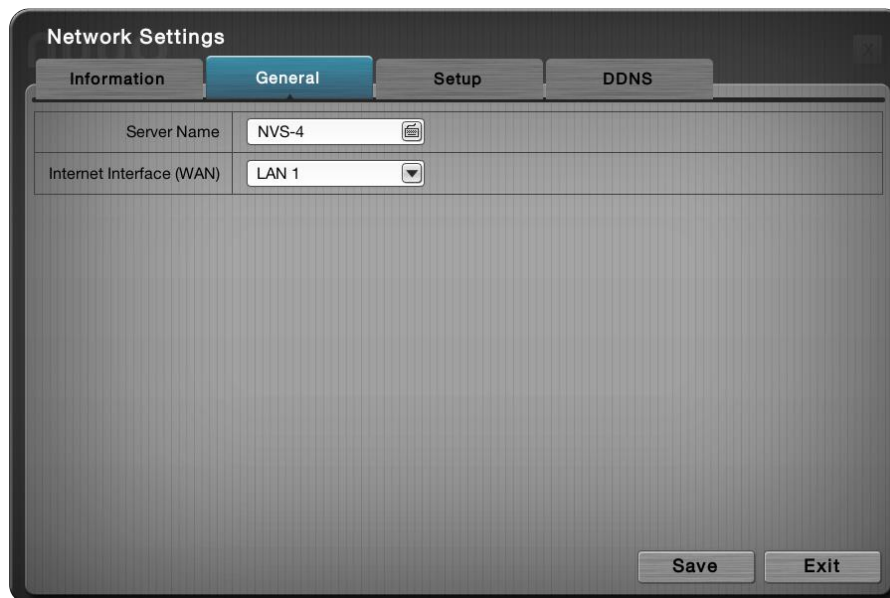 Network Settings
Information General Setup DDNS
Server Name NVS-4
Internet Interface (WAN) LAN 1
Save Exit